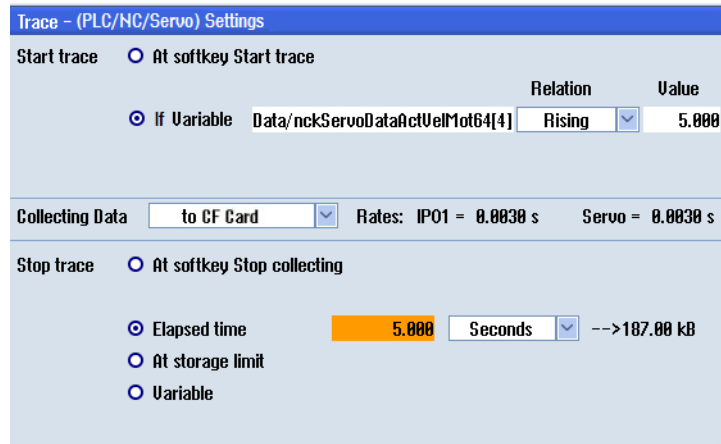 Trace - (PLC/NC/Servo) Settings
Start trace At softkey Start trace
Relation Value
If Variable Data/nckServoDataActVelMot64[4] Rising 5.000
Collecting Data to CF Card Rates: IPO1 = 0.0030 s Servo = 0.0030 s
Stop trace At softkey Stop collecting
Elapsed time 5.000 Seconds -->187.00 kB
At storage limit
Variable